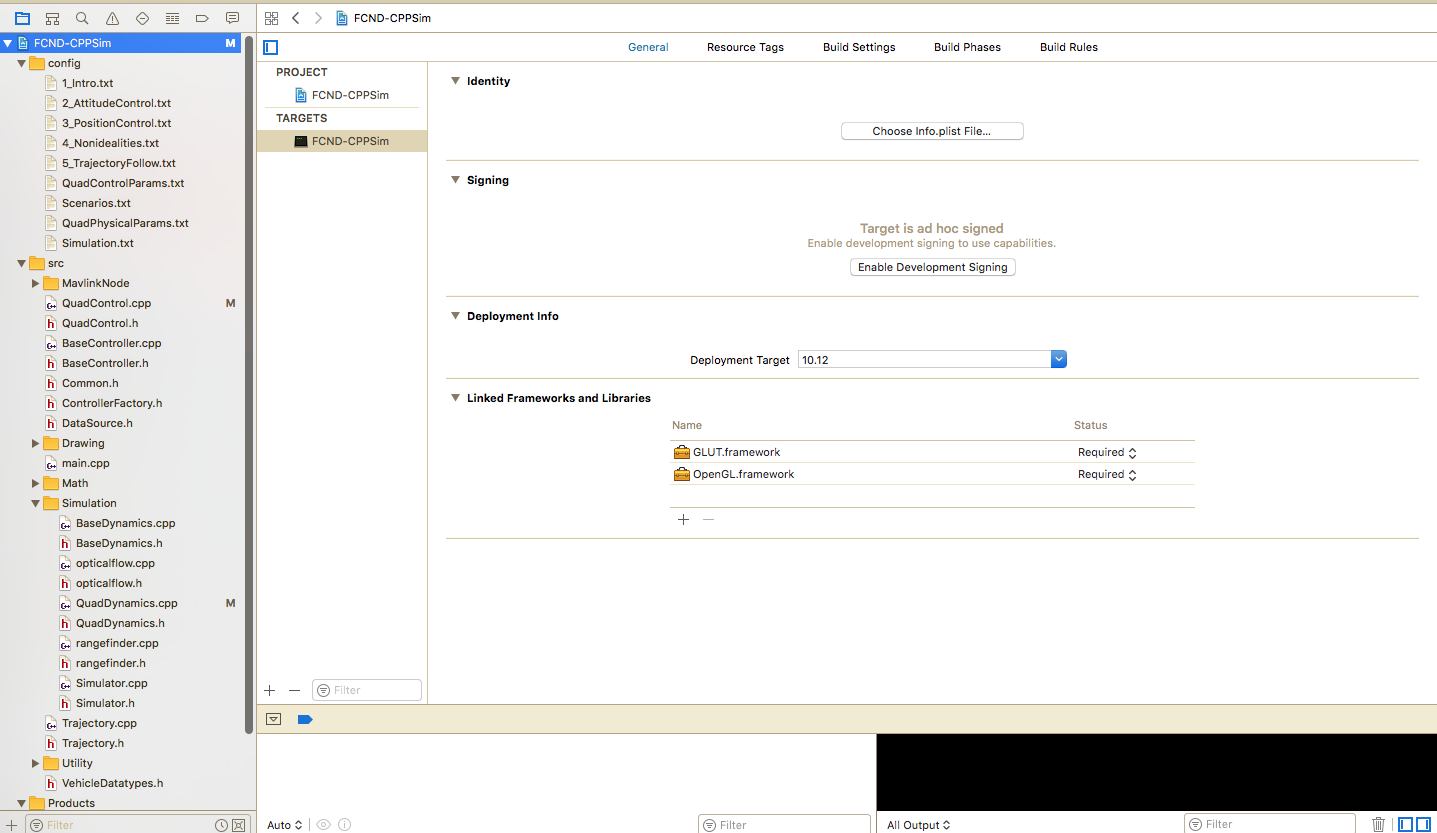 FCND-CPPSim
FCND-CPPSim M
config
1_Intro.txt
2_AttitudeControl.txt
3_PositionControl.txt
4_Nonidealities.txt
5_TrajectoryFollow.txt
QuadControlParams.txt
Scenarios.txt
QuadPhysicalParams.txt
Simulation.txt
src
MavlinkNode
QuadControl.cpp M
QuadControl.h
BaseController.cpp
BaseController.h
Common.h
ControllerFactory.h
DataSource.h
Drawing
main.cpp
Math
Simulation
BaseDynamics.cpp
BaseDynamics.h
opticalflow.cpp
opticalflow.h
QuadDynamics.cpp M
QuadDynamics.h
rangefinder.cpp
rangefinder.h
Simulator.cpp
Simulator.h
Trajectory.cpp
Trajectory.h
Utility
VehicleDatatypes.h
Products
Filter
General Resource Tags Build Settings Build Phases Build Rules
PROJECT
FCND-CPPSim
TARGETS
FCND-CPPSim
Filter
Identity
Choose Info.plist File...
Signing
Target is ad hoc signed
Enable development signing to use capabilities.
Enable Development Signing
Deployment Info
Deployment Target 10.12
Linked Frameworks and Libraries
Name Status
GLUT.framework Required
OpenGL.framework Required
Auto Filter All Output Filter